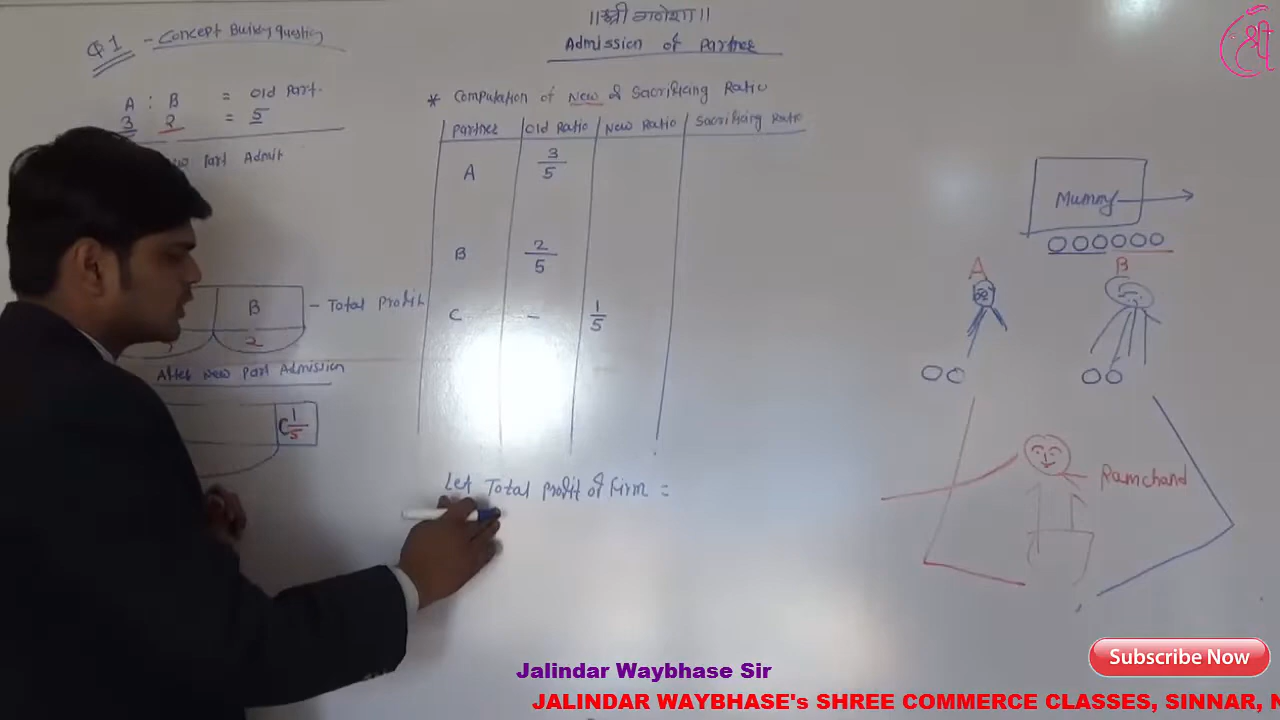 ॥श्री गणेशा॥
Admission of Partner
श्री
Q.1 - Concept Building Question
A : B = Old Part.
3 2 = 5
Part Admit
* Computation of New & Sacrificing Ratio
Partner Old Ratio New Ratio Sacrificing Ratio
A 3/5
B 2/5
C - 1/5
B - Total Profit
2
After New Part Admission
C 1/5
Let Total Profit of Firm =
Mummy
A B
Ramchand
Subscribe Now
Jalindar Waybhase Sir
JALINDAR WAYBHASE's SHREE COMMERCE CLASSES, SINNAR,